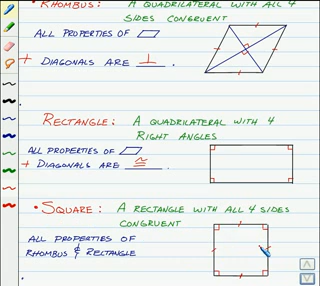 • RHOMBUS: A QUADRILATERAL WITH ALL 4
SIDES CONGRUENT
ALL PROPERTIES OF ▱
+ DIAGONALS ARE ⊥.
RECTANGLE: A QUADRILATERAL WITH 4
RIGHT ANGLES
ALL PROPERTIES OF ▱
+ DIAGONALS ARE ≅.
• SQUARE: A RECTANGLE WITH ALL 4 SIDES
CONGRUENT
ALL PROPERTIES OF
RHOMBUS & RECTANGLE